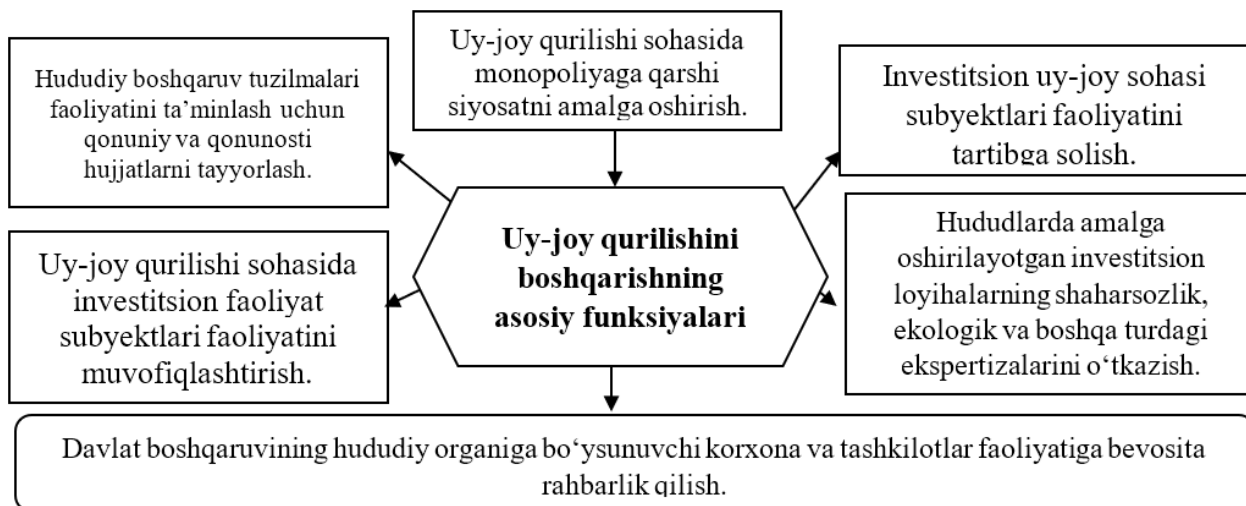 Uy-joy qurilishi sohasida
monopoliyaga qarshi
siyosatni amalga oshirish.
Hududiy boshqaruv tuzilmalari
faoliyatini ta’minlash uchun
qonuniy va qonunosti
hujjatlarni tayyorlash.
Investitsion uy-joy sohasi
subyektlari faoliyatini
tartibga solish.
Uy-joy qurilishini
boshqarishning
asosiy funksiyalari
Uy-joy qurilishi sohasida
investitsion faoliyat
subyektlari faoliyatini
muvofiqlashtirish.
Hududlarda amalga
oshirilayotgan investitsion
loyihalarning shaharsozlik,
ekologik va boshqa turdagi
ekspertizalarini o‘tkazish.
Davlat boshqaruvining hududiy organiga bo‘ysunuvchi korxona va tashkilotlar faoliyatiga bevosita
rahbarlik qilish.